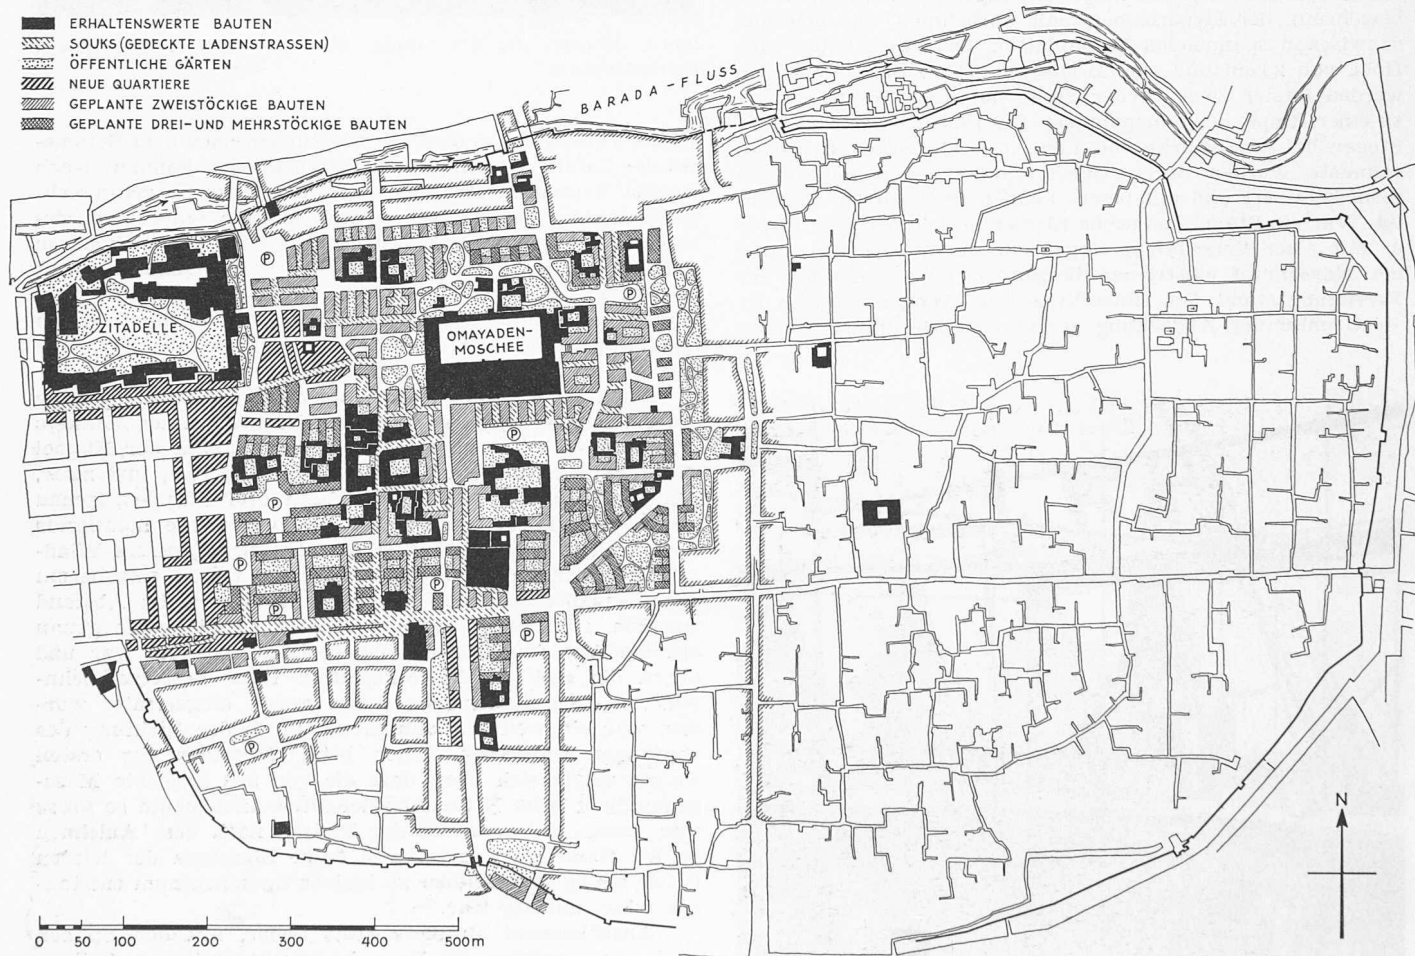 ERHALTENSWERTE BAUTEN
SOUKS (GEDECKTE LADENSTRASSEN)
ÖFFENTLICHE GÄRTEN
NEUE QUARTIERE
GEPLANTE ZWEISTÖCKIGE BAUTEN
GEPLANTE DREI- UND MEHRSTÖCKIGE BAUTEN
BARADA-FLUSS
P
P
ZITADELLE
OMAYADEN-
MOSCHEE
P
P
P
P
P
P
P
N
0 50 100 200 300 400 500 m